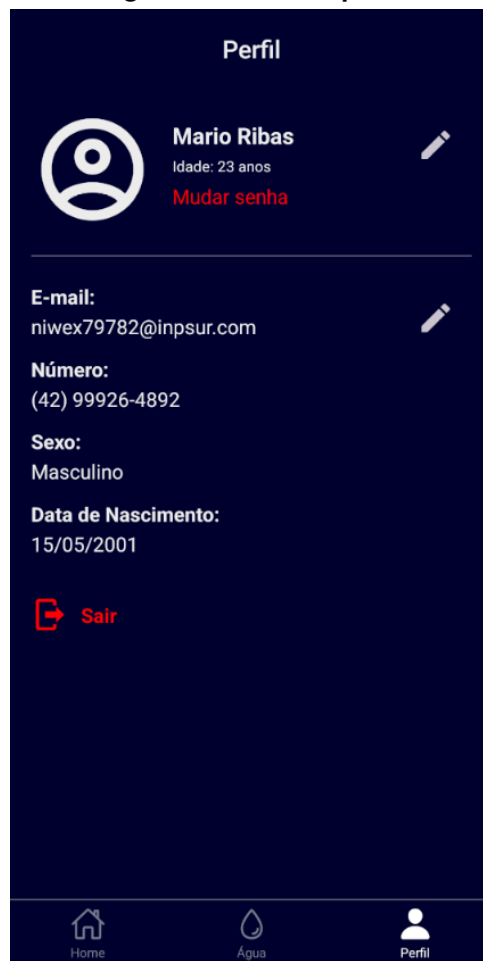 Perfil
Mario Ribas
Idade: 23 anos
Mudar senha
E-mail:
niwex79782@inpsur.com
Número:
(42) 99926-4892
Sexo:
Masculino
Data de Nascimento:
15/05/2001
Sair
Home
Água
Perfil